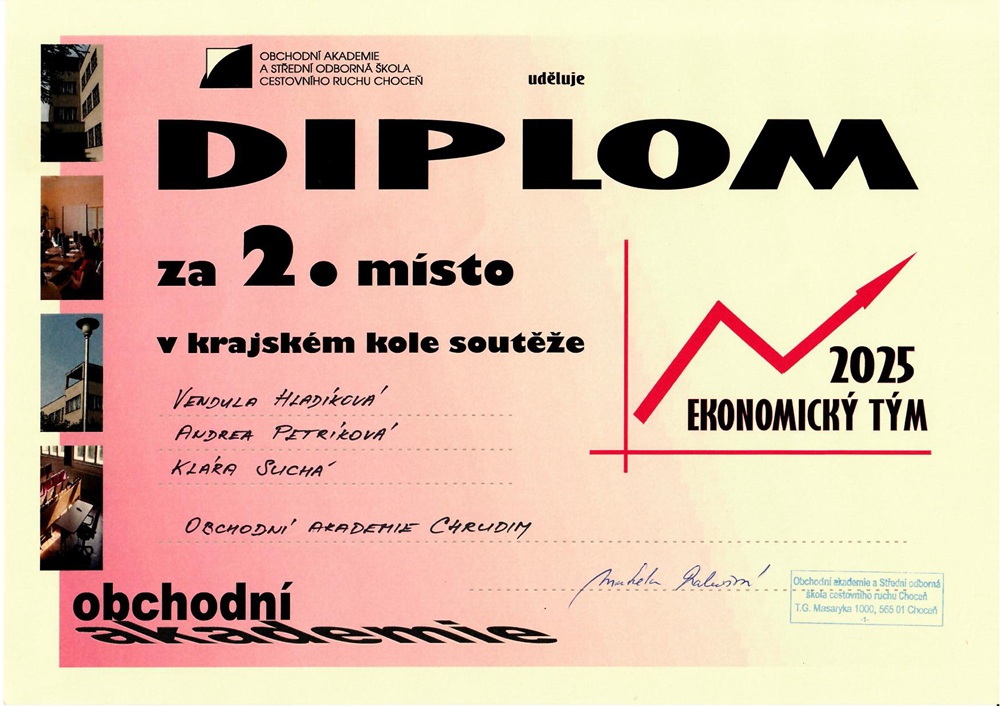 OBCHODNÍ AKADEMIE
A STŘEDNÍ ODBORNÁ ŠKOLA
CESTOVNÍHO RUCHU CHOCEŇ
uděluje
DIPLOM
za 2. místo
v krajském kole soutěže
2025
EKONOMICKÝ TÝM
VENDULA HLADÍKOVÁ
ANDREA PETRÍKOVÁ
KLÁRA SUCHÁ
OBCHODNÍ AKADEMIE CHRUDIM
Obchodní akademie a Střední odborná
škola cestovního ruchu Choceň
T.G. Masaryka 1000, 565 01 Choceň
-1-
obchodní
akademie